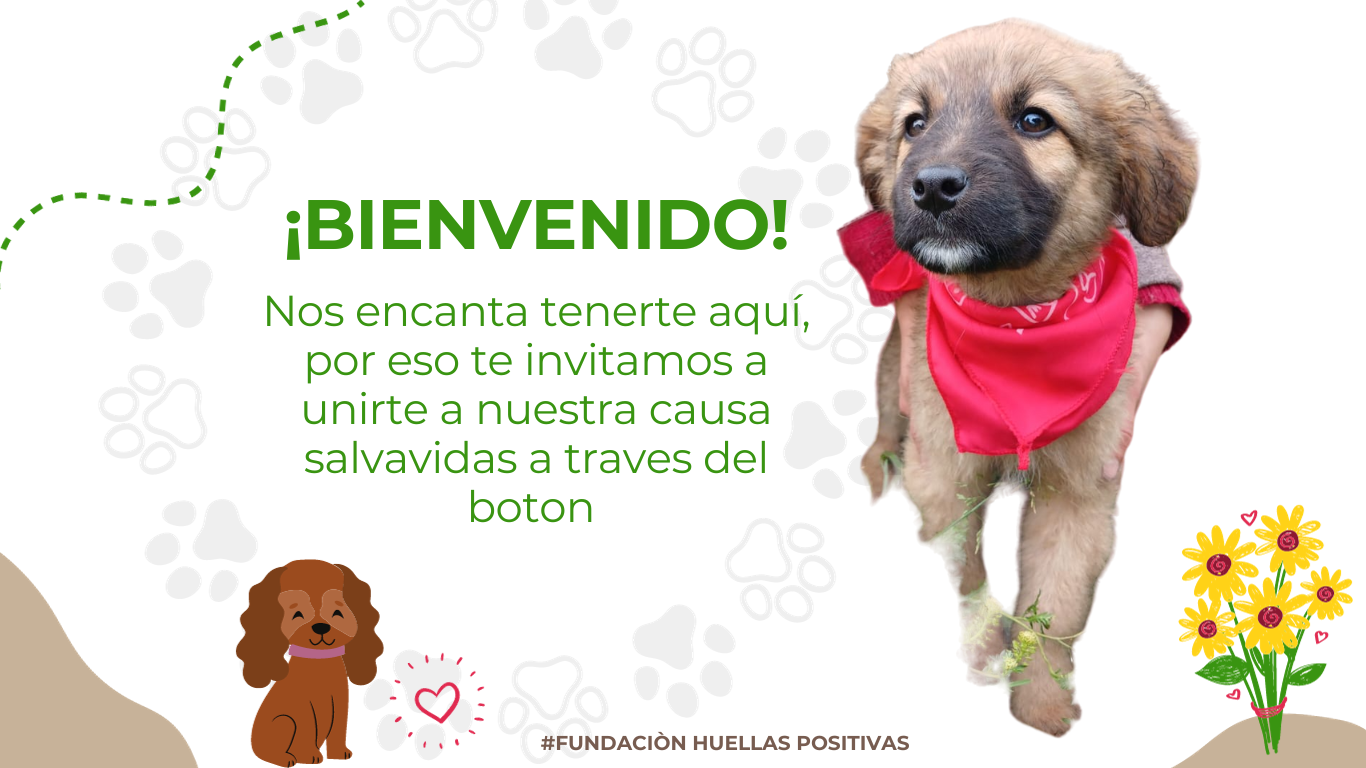 ¡BIENVENIDO!
Nos encanta tenerte aquí,
por eso te invitamos a
unirte a nuestra causa
salvavidas a traves del
boton
#FUNDACIÒN HUELLAS POSITIVAS